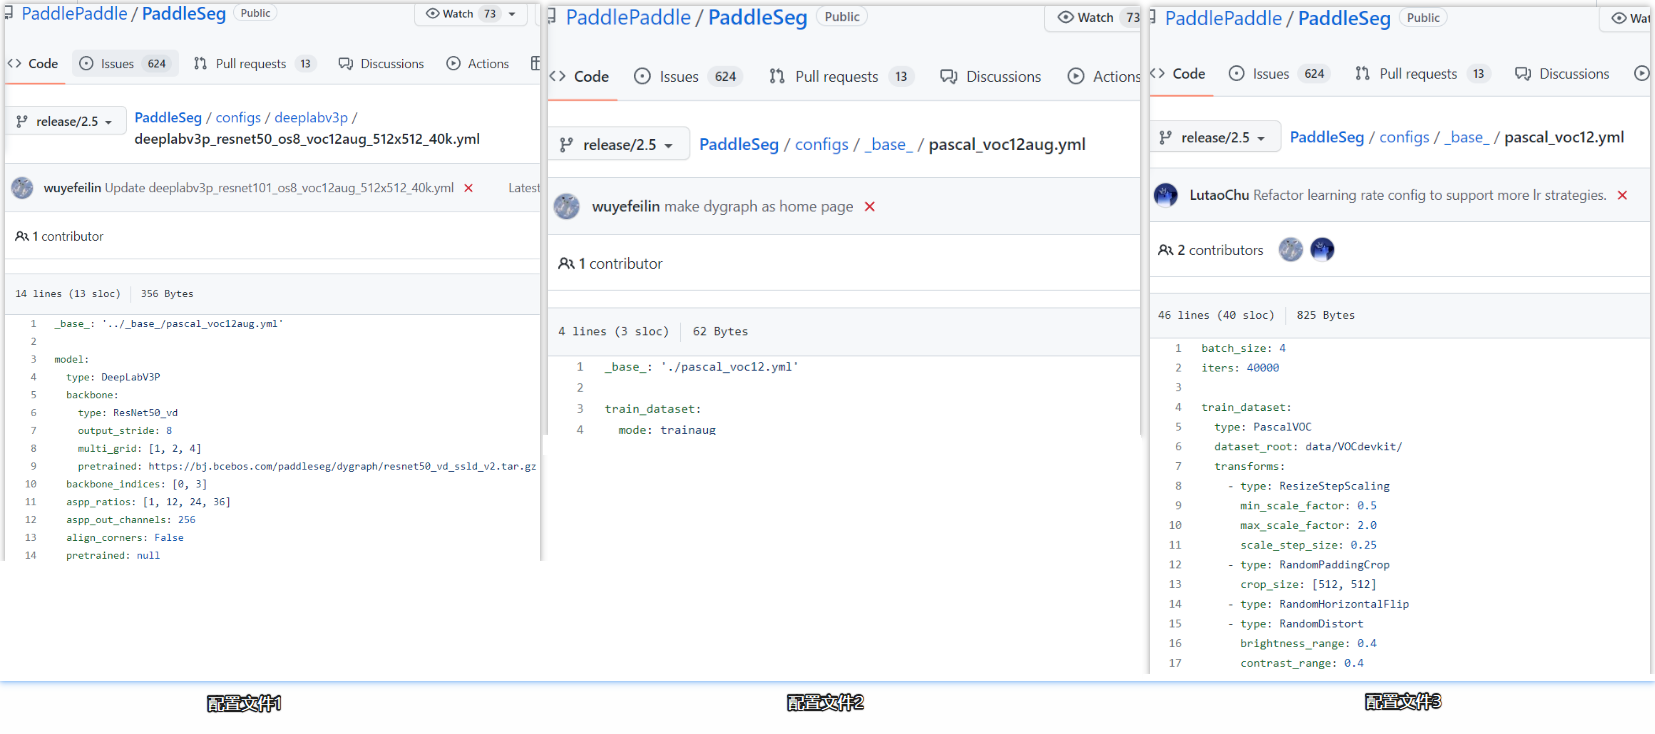 PaddlePaddle / PaddleSeg Public
Watch 73
Code Issues 624 Pull requests 13 Discussions Actions
release/2.5
PaddleSeg / configs / deeplabv3p /
deeplabv3p_resnet50_os8_voc12aug_512x512_40k.yml
wuyefeilin Update deeplabv3p_resnet101_os8_voc12aug_512x512_40k.yml Latest
1 contributor
14 lines (13 sloc) 356 Bytes
1 _base_: '../_base_/pascal_voc12aug.yml'
2
3 model:
4 type: DeepLabV3P
5 backbone:
6 type: ResNet50_vd
7 output_stride: 8
8 multi_grid: [1, 2, 4]
9 pretrained: https://bj.bcebos.com/paddleseg/dygraph/resnet50_vd_ssld_v2.tar.gz
10 backbone_indices: [0, 3]
11 aspp_ratios: [1, 12, 24, 36]
12 aspp_out_channels: 256
13 align_corners: False
14 pretrained: null
配置文件1
PaddlePaddle / PaddleSeg Public
Watch 73
Code Issues 624 Pull requests 13 Discussions Actions
release/2.5
PaddleSeg / configs / _base_ / pascal_voc12aug.yml
wuyefeilin make dygraph as home page
1 contributor
4 lines (3 sloc) 62 Bytes
1 _base_: './pascal_voc12.yml'
2
3 train_dataset:
4 mode: trainaug
配置文件2
PaddlePaddle / PaddleSeg Public
Wat
Code Issues 624 Pull requests 13 Discussions
release/2.5
PaddleSeg / configs / _base_ / pascal_voc12.yml
LutaoChu Refactor learning rate config to support more lr strategies.
2 contributors
46 lines (40 sloc) 825 Bytes
1 batch_size: 4
2 iters: 40000
3
4 train_dataset:
5 type: PascalVOC
6 dataset_root: data/VOCdevkit/
7 transforms:
8 - type: ResizeStepScaling
9 min_scale_factor: 0.5
10 max_scale_factor: 2.0
11 scale_step_size: 0.25
12 - type: RandomPaddingCrop
13 crop_size: [512, 512]
14 - type: RandomHorizontalFlip
15 - type: RandomDistort
16 brightness_range: 0.4
17 contrast_range: 0.4
配置文件3